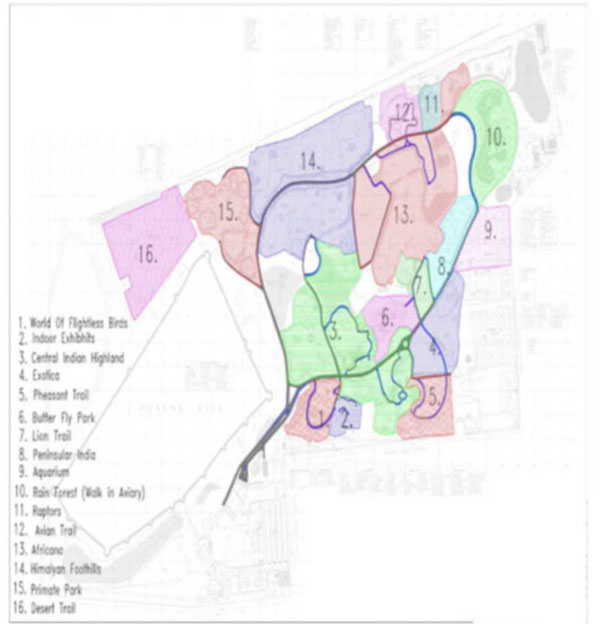 12.
11.
10.
14.
15.
13.
9.
16.
8.
7.
6.
3.
4.
5.
1.
2.
1. World Of Flightless Birds
2. Indoor Exhibhits
3. Central Indian Highland
4. Exotica
5. Pheasant Trail
6. Butter Fly Park
7. Lion Trail
8. Peninsular India
9. Aquarium
10. Rain Forest (Walk in Aviary)
11. Raptors
12. Avian Trail
13. Africana
14. Himalyan Foothills
15. Primate Park
16. Desert Trail